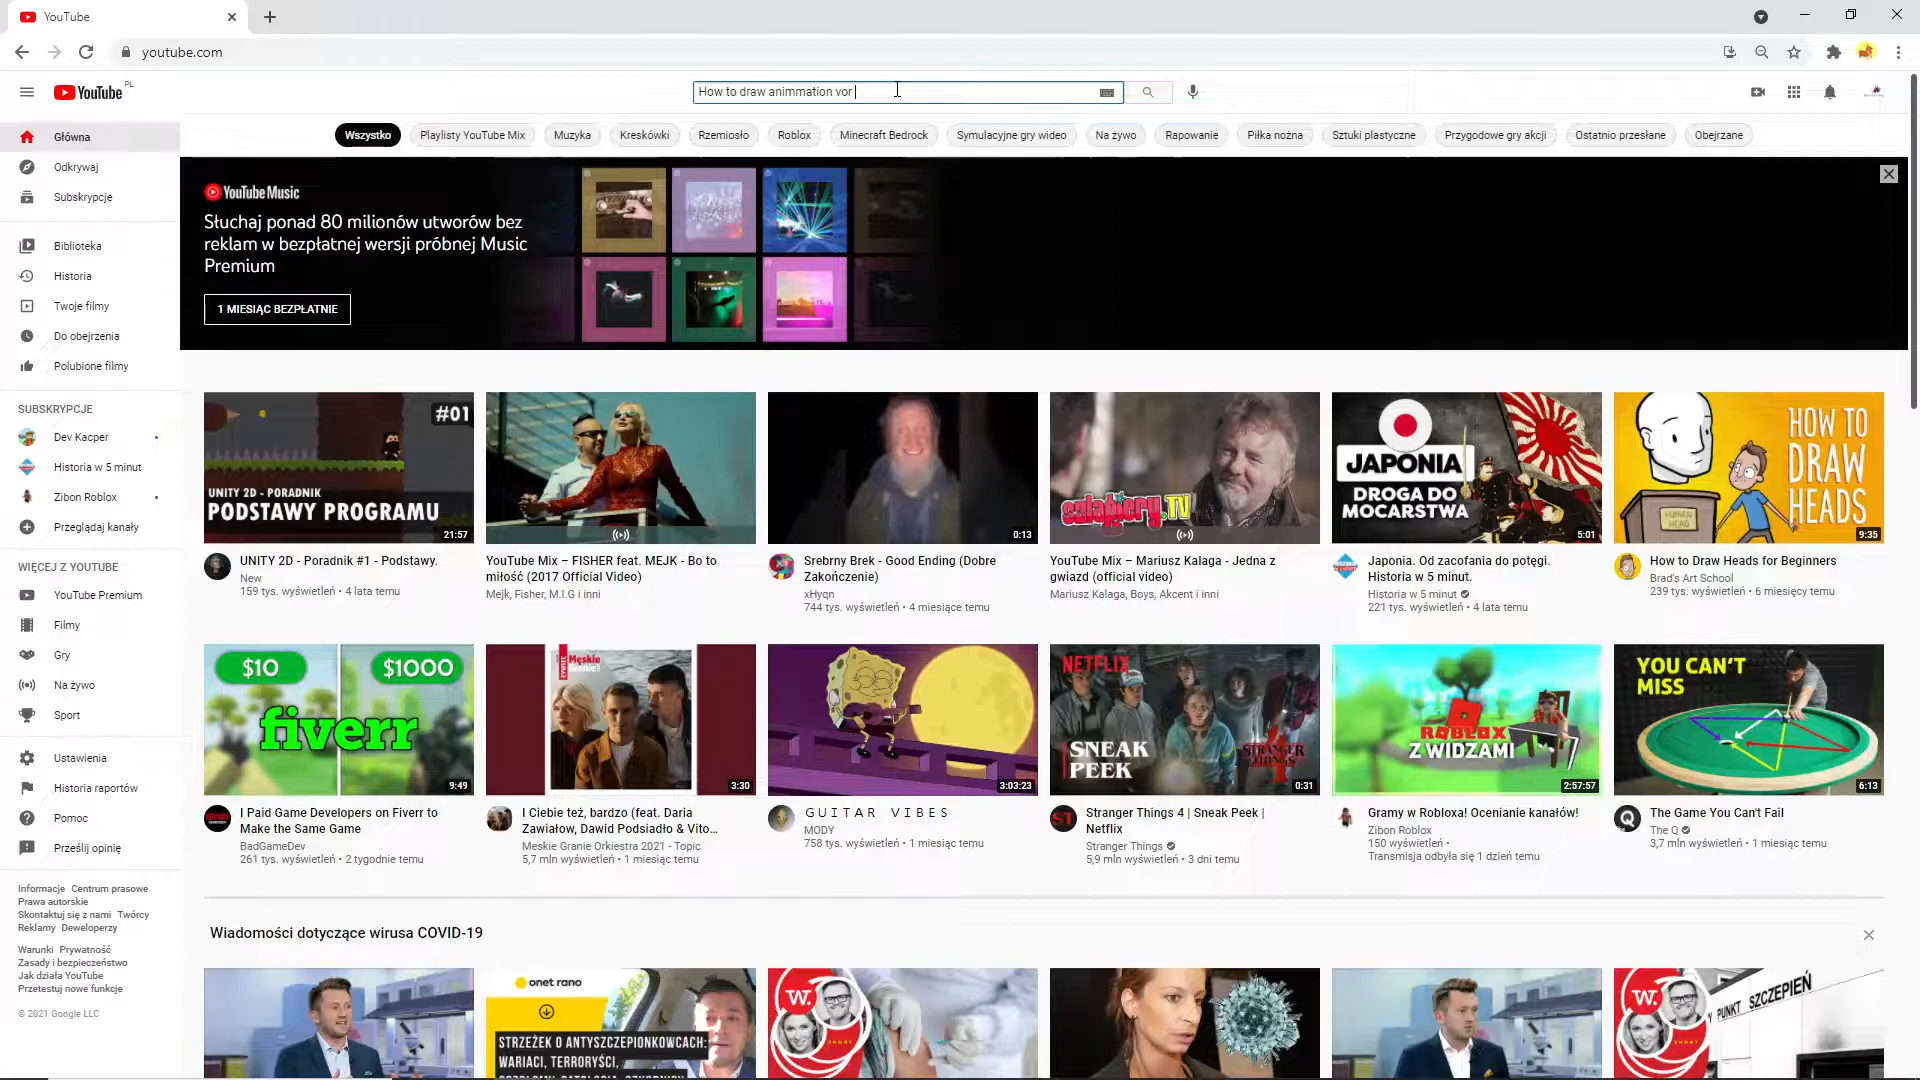 YouTube
youtube.com
YouTube PL
How to draw animmation vor
Wszystko
Playlisty YouTube Mix
Muzyka
Kreskówki
Rzemiosło
Roblox
Minecraft Bedrock
Symulacyjne gry wideo
Na żywo
Rapowanie
Piłka nożna
Sztuki plastyczne
Przygodowe gry akcji
Ostatnio przesłane
Obejrzane
Główna
Odkrywaj
Subskrypcje
Biblioteka
Historia
Twoje filmy
Do obejrzenia
Polubione filmy
SUBSKRYPCJE
Dev Kacper
Historia w 5 minut
Zibon Roblox
Przeglądaj kanały
WIĘCEJ Z YOUTUBE
YouTube Premium
Filmy
Gry
Na żywo
Sport
Ustawienia
Historia raportów
Pomoc
Prześlij opinię
Informacje Centrum prasowe
Prawa autorskie
Skontaktuj się z nami Twórcy
Reklamy Deweloperzy
Warunki Prywatność
Zasady i bezpieczeństwo
Jak działa YouTube
Przetestuj nowe funkcje
© 2021 Google LLC
YouTube Music
Słuchaj ponad 80 milionów utworów bez
reklam w bezpłatnej wersji próbnej Music
Premium
1 MIESIĄC BEZPŁATNIE
#01
UNITY 2D - PORADNIK
PODSTAWY PROGRAMU
21:57
UNITY 2D - Poradnik #1 - Podstawy.
New
159 tys. wyświetleń • 4 lata temu
YouTube Mix – FISHER feat. MEJK - Bo to
miłość (2017 Official Video)
Mejk, Fisher, M.I.G i inni
0:13
Srebrny Brek - Good Ending (Dobre
Zakończenie)
xHyqn
744 tys. wyświetleń • 4 miesiące temu
szlagiery.TV
YouTube Mix – Mariusz Kalaga - Jedna z
gwiazd (official video)
Mariusz Kalaga, Boys, Akcent i inni
JAPONIA
DROGA DO
MOCARSTWA
5:01
Japonia. Od zacofania do potęgi.
Historia w 5 minut.
Historia w 5 minut
221 tys. wyświetleń • 4 lata temu
HOW TO
DRAW
HEADS
HUMAN
HEAD
9:35
How to Draw Heads for Beginners
Brad's Art School
239 tys. wyświetleń • 6 miesięcy temu
$10
$1000
fiverr
9:49
I Paid Game Developers on Fiverr to
Make the Same Game
BadGameDev
261 tys. wyświetleń • 2 tygodnie temu
ŻYWIEC
Męskie
Granie
3:30
I Ciebie też, bardzo (feat. Daria
Zawiałow, Dawid Podsiadło & Vito...
Meskie Granie Orkiestra 2021 - Topic
5,7 mln wyświetleń • 1 miesiąc temu
3:03:23
GUITAR VIBES
MODY
758 tys. wyświetleń • 1 miesiąc temu
NETFLIX
SNEAK
PEEK
STRANGER
THINGS
4
0:31
ST
Stranger Things 4 | Sneak Peek |
Netflix
Stranger Things
5,9 mln wyświetleń • 3 dni temu
ROBLOX
Z WIDZAMI
2:57:57
Gramy w Robloxa! Ocenianie kanałów!
Zibon Roblox
150 wyświetleń •
Transmisja odbyła się 1 dzień temu
YOU CAN'T
MISS
6:13
Q
The Game You Can't Fail
The Q
3,7 mln wyświetleń • 1 miesiąc temu
Wiadomości dotyczące wirusa COVID-19
onet rano
STRZEŻEK O ANTYSZCZEPIONKOWCACH:
WARIACI, TERRORYŚCI,
W.
SHORT
W.
SHORT
PUNKT SZCZEPIEŃ